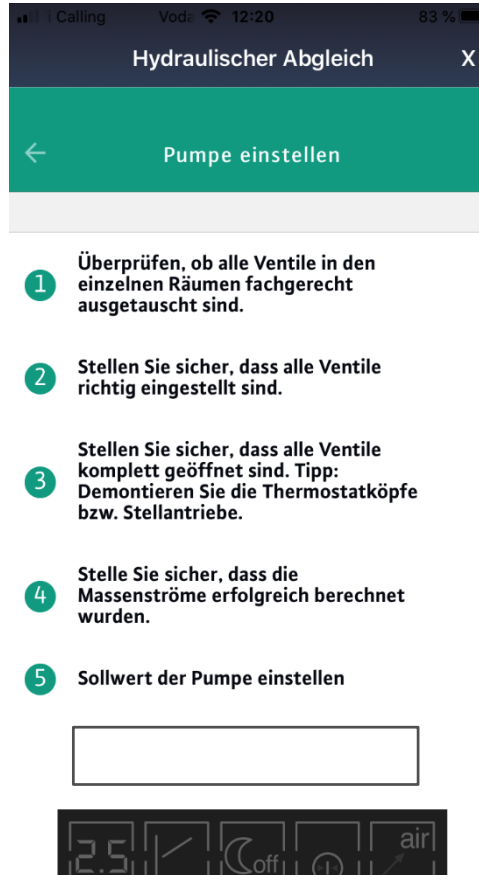 Calling Voda 12:20 83 %
Hydraulischer Abgleich X
Pumpe einstellen
1 Überprüfen, ob alle Ventile in den
einzelnen Räumen fachgerecht
ausgetauscht sind.
2 Stellen Sie sicher, dass alle Ventile
richtig eingestellt sind.
3 Stellen Sie sicher, dass alle Ventile
komplett geöffnet sind. Tipp:
Demontieren Sie die Thermostatköpfe
bzw. Stellantriebe.
4 Stelle Sie sicher, dass die
Massenströme erfolgreich berechnet
wurden.
5 Sollwert der Pumpe einstellen
2.5 off air